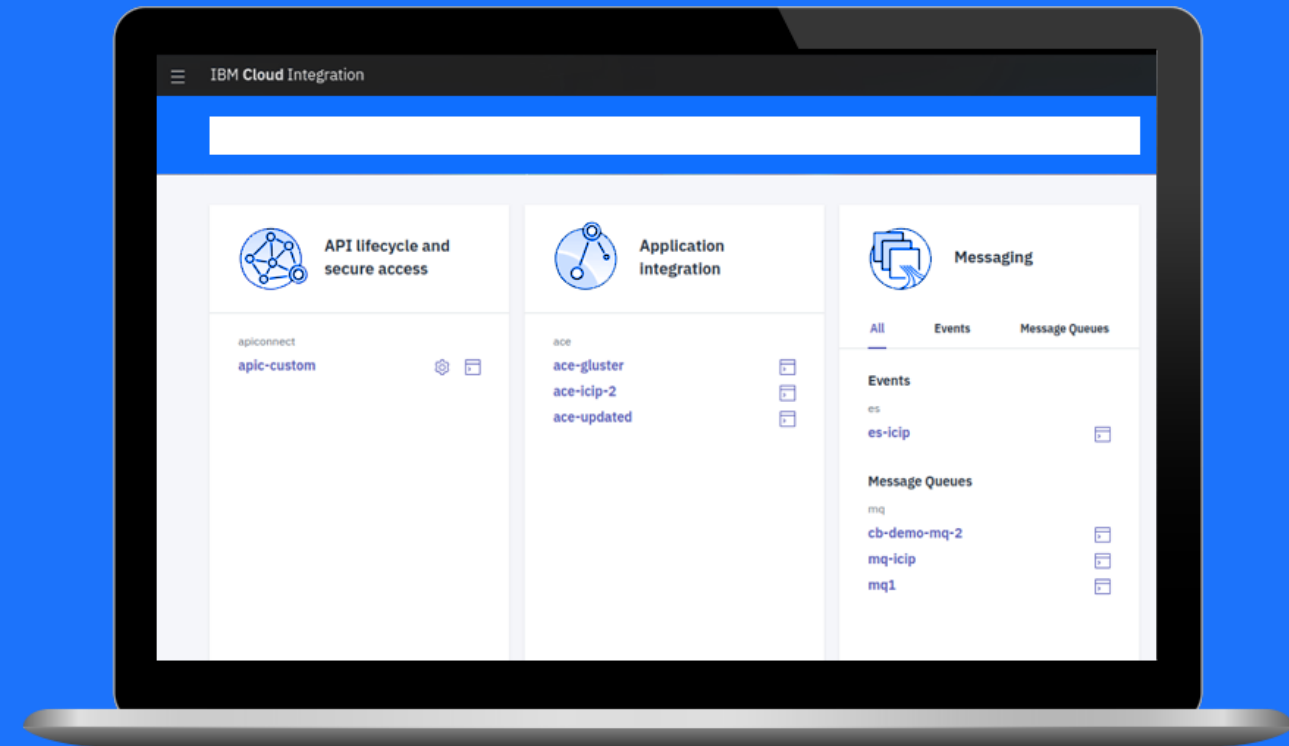 IBM Cloud Integration
API lifecycle and
secure access
apiconnect
apic-custom
Application
integration
ace
ace-gluster
ace-icip-2
ace-updated
Messaging
All Events Message Queues
Events
es
es-icip
Message Queues
mq
cb-demo-mq-2
mq-icip
mq1